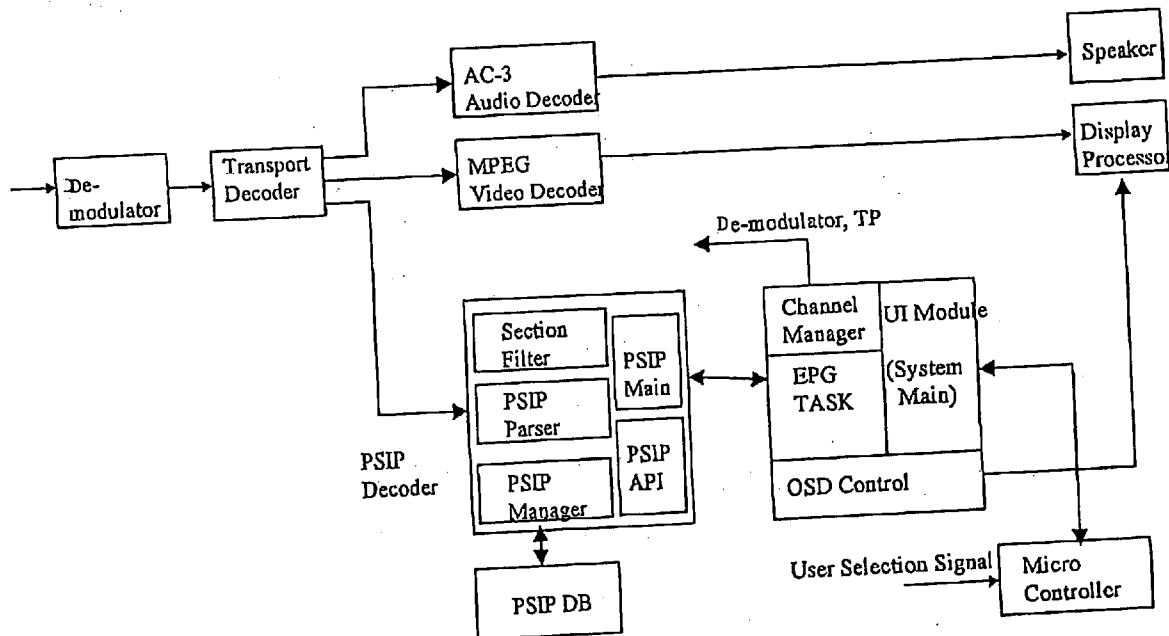 AC-3
Audio Decoder
Speaker
De-
modulator
Transport
Decoder
MPEG
Video Decoder
Display
Processor
De-modulator, TP
Section
Filter
PSIP
Main
PSIP
Parser
PSIP
API
PSIP
Manager
PSIP
Decoder
PSIP DB
Channel
Manager
UI Module
(System
Main)
EPG
TASK
OSD Control
User Selection Signal
Micro
Controller